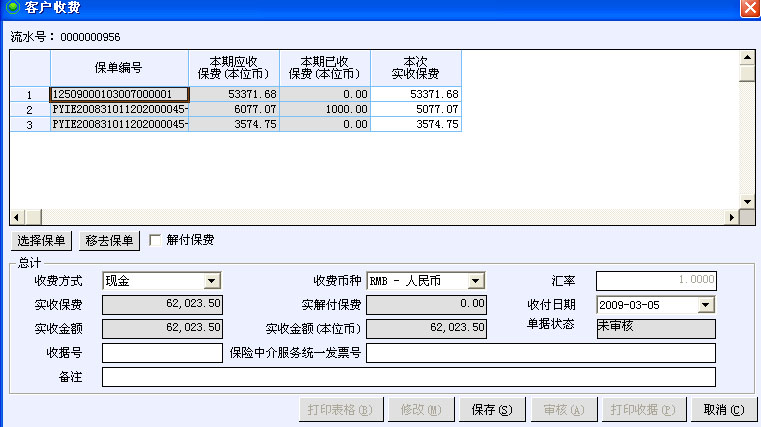 客户收费
流水号： 0000000956
保单编号 本期应收保费(本位币) 本期已收保费(本位币) 本次实收保费
1 12509000103007000001 53371.68 0.00 53371.68
2 PYIE200831011202000045- 6077.07 1000.00 5077.07
3 PYIE200831011202000045- 3574.75 0.00 3574.75
选择保单 移去保单 解付保费
总计
收费方式 现金 收费币种 RMB - 人民币 汇率 1.0000
实收保费 62,023.50 实解付保费 0.00 收付日期 2009-03-05
实收金额 62,023.50 实收金额(本位币) 62,023.50 单据状态 未审核
收据号 保险中介服务统一发票号
备注
打印表格(B) 修改(M) 保存(S) 审核(A) 打印收据(P) 取消(C)